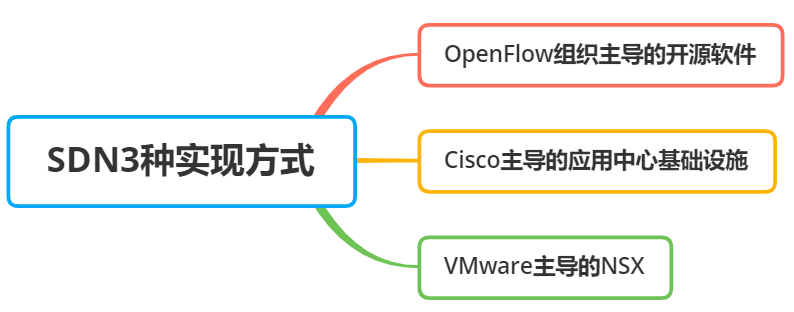 SDN3种实现方式
OpenFlow组织主导的开源软件
Cisco主导的应用中心基础设施
VMware主导的NSX